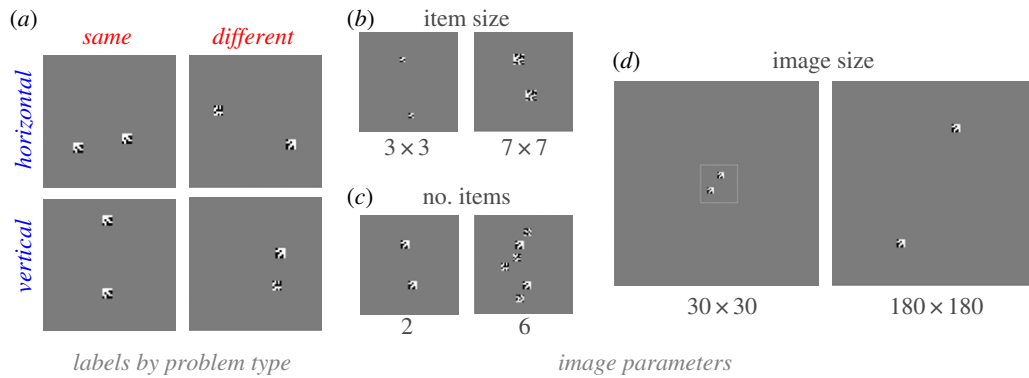 (a)
same
different
horizontal
vertical
labels by problem type
(b)
item size
3 × 3
7 × 7
(c)
no. items
2
6
(d)
image size
30 × 30
180 × 180
image parameters